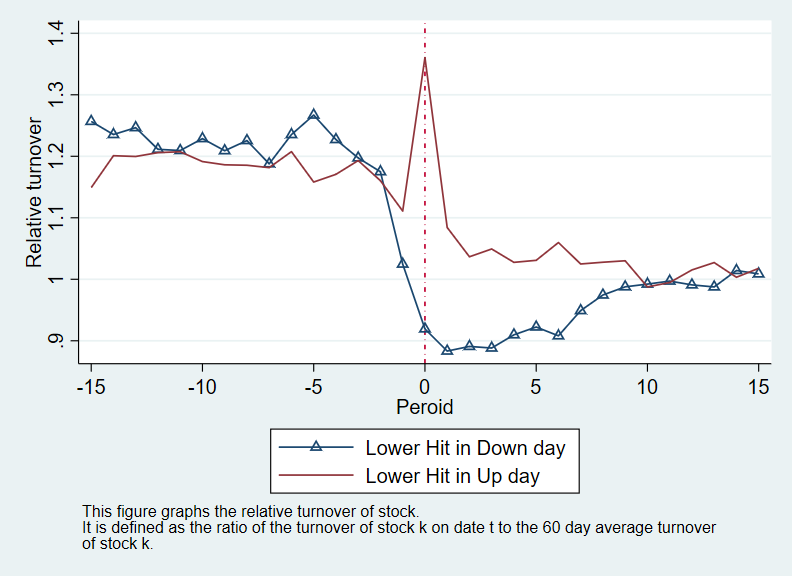 1.4
1.3
1.2
1.1
1
.9
Relative turnover
-15 -10 -5 0 5 10 15
Peroid
Lower Hit in Down day
Lower Hit in Up day
This figure graphs the relative turnover of stock.
It is defined as the ratio of the turnover of stock k on date t to the 60 day average turnover
of stock k.